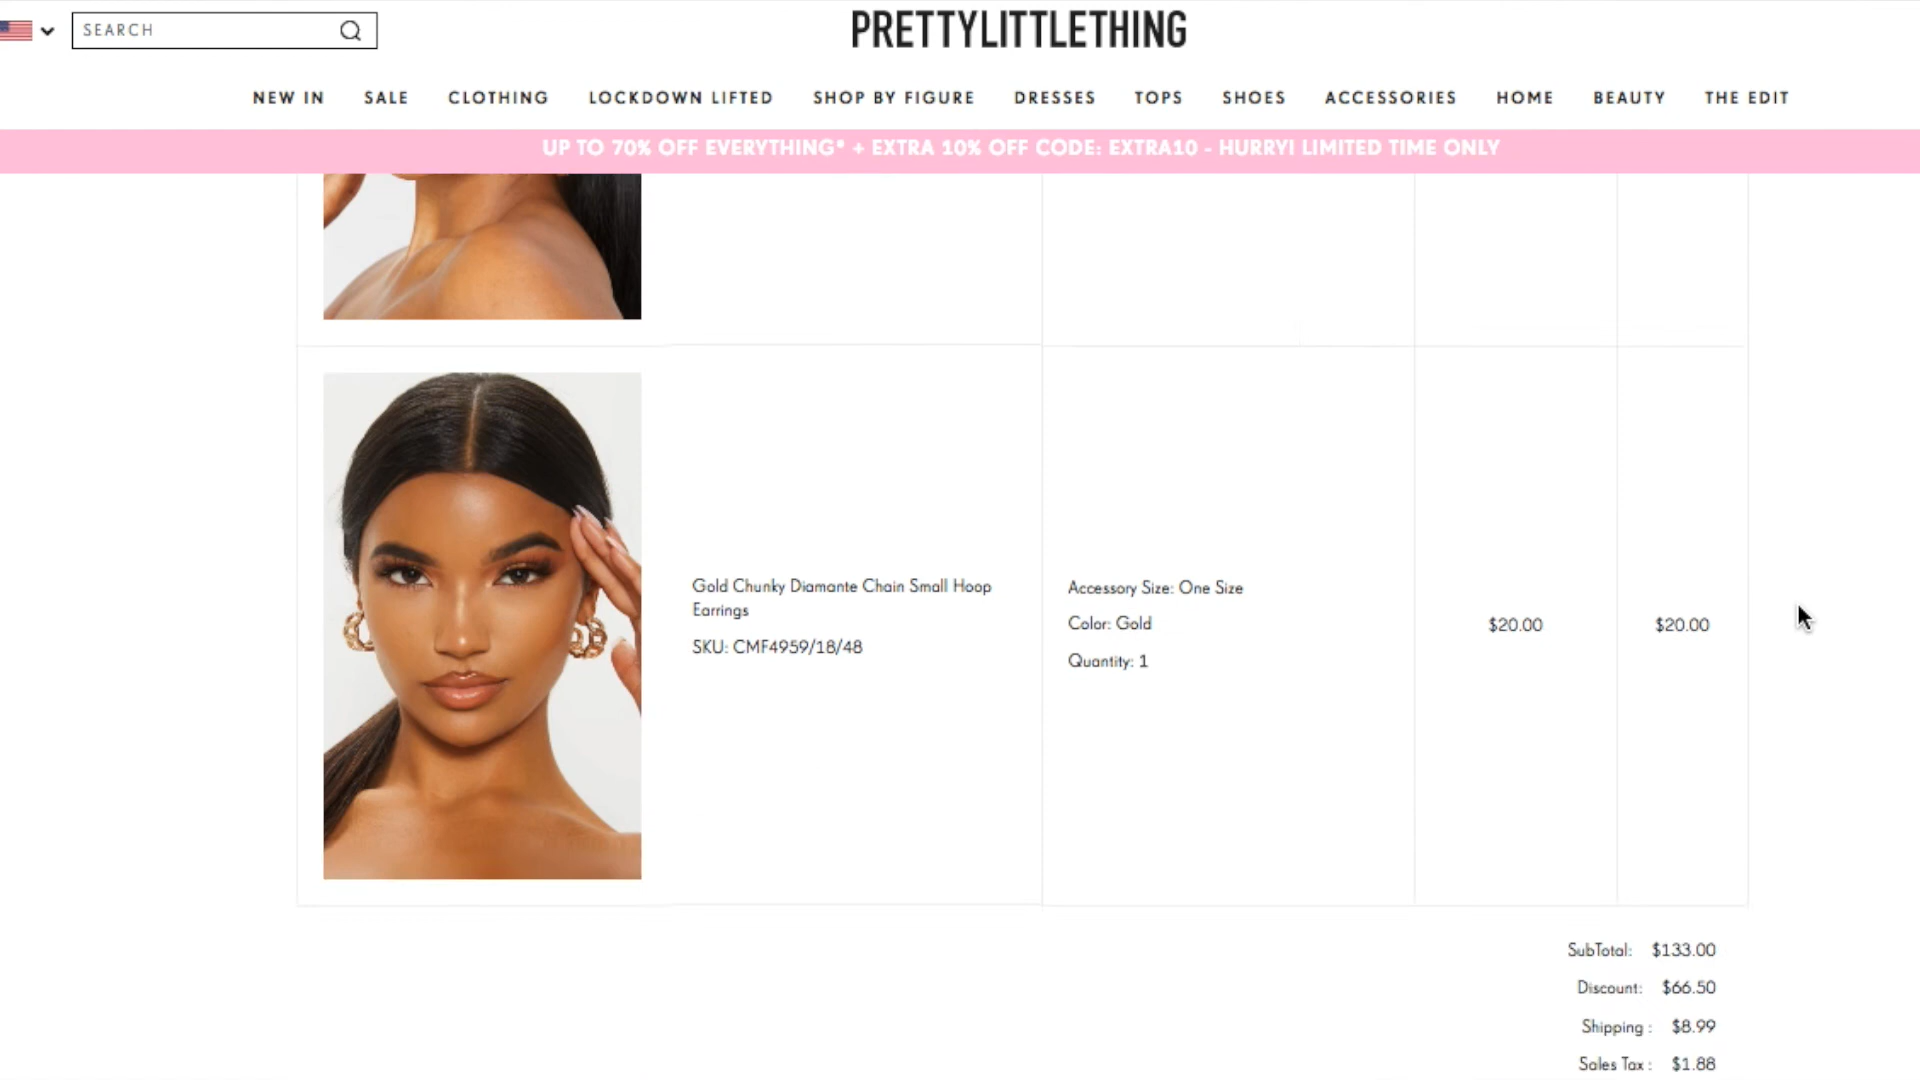 SEARCH
PRETTYLITTLETHING
NEW IN SALE CLOTHING LOCKDOWN LIFTED SHOP BY FIGURE DRESSES TOPS SHOES ACCESSORIES HOME BEAUTY THE EDIT
UP TO 70% OFF EVERYTHING* + EXTRA 10% OFF CODE: EXTRA10 - HURRY! LIMITED TIME ONLY
Gold Chunky Diamante Chain Small Hoop
Earrings
SKU: CMF4959/18/48
Accessory Size: One Size
Color: Gold
Quantity: 1
$20.00
$20.00
SubTotal: $133.00
Discount: $66.50
Shipping : $8.99
Sales Tax : $1.88